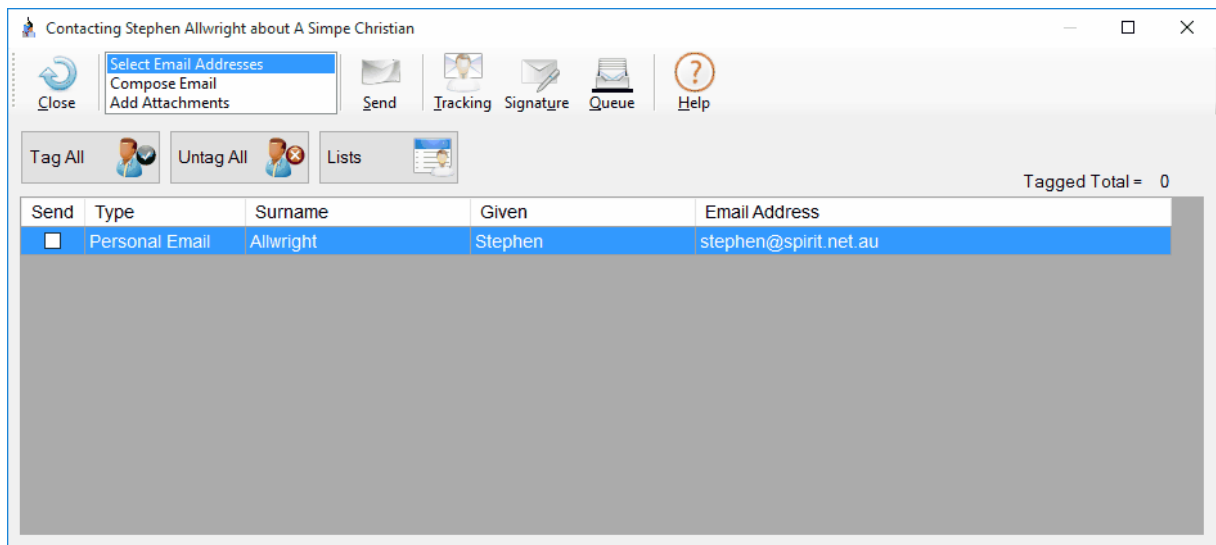 Contacting Stephen Allwright about A Simpe Christian
Select Email Addresses
Compose Email
Add Attachments
Close Send Tracking Signature Queue Help
Tag All Untag All Lists
Tagged Total = 0
Send Type Surname Given Email Address
Personal Email Allwright Stephen stephen@spirit.net.au